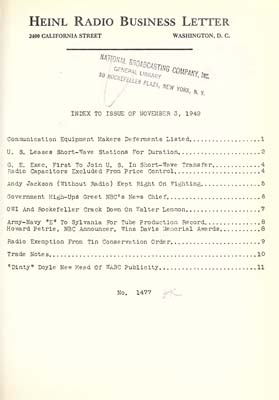 HEINL RADIO BUSINESS LETTER
2400 CALIFORNIA STREET WASHINGTON, D. C.
NATIONAL BROADCASTING COMPANY, Inc.
GENERAL LIBRARY
30 ROCKEFELLER PLAZA, NEW YORK, N. Y.
INDEX TO ISSUE OF NOVEMBER 3, 1942
Communication Equipment Makers Deferments Listed....................1
U. S. Leases Short-Wave Stations For Duration.......................2
G. E. Exec. First To Join U. S. In Short-Wave Transfer..............4
Radio Capacitors Excluded From Price Control........................4
Andy Jackson (Without Radio) Kept Right On Fighting.................5
Government High-Ups Greet NBC's News Chief..........................6
OWI And Rockefeller Crack Down On Walter Lemmon.....................7
Army-Navy "E" To Sylvania For Tube Production Record................8
Howard Petrie, NBC Announcer, Wins Davis Memorial Awards............8
Radio Exemption From Tin Conservation Order.........................9
Trade Notes.........................................................10
"Dinty" Doyle New Head Of WABC Publicity............................11
No. 1477